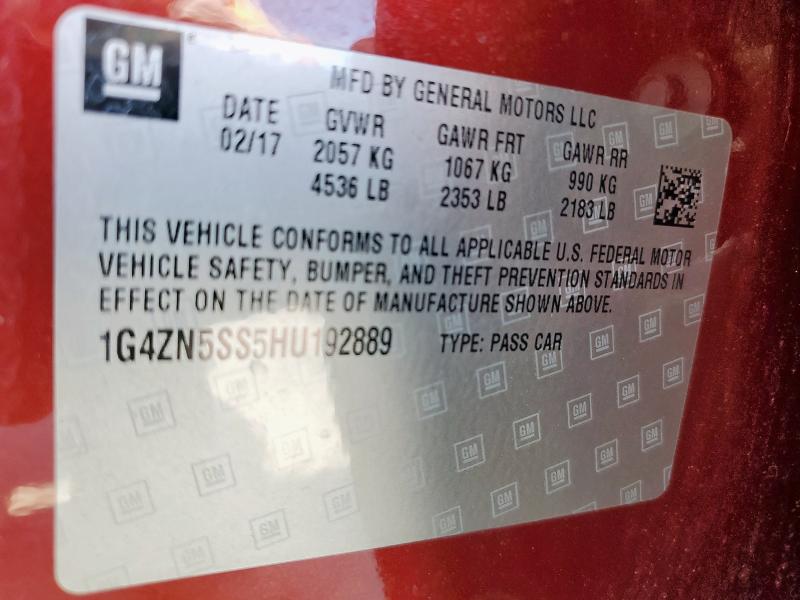 GM
MFD BY GENERAL MOTORS LLC
DATE GVWR GAWR FRT GAWR RR
02/17 2057 KG 1067 KG 990 KG
4536 LB 2353 LB 2183 LB
THIS VEHICLE CONFORMS TO ALL APPLICABLE U.S. FEDERAL MOTOR
VEHICLE SAFETY, BUMPER, AND THEFT PREVENTION STANDARDS IN
EFFECT ON THE DATE OF MANUFACTURE SHOWN ABOVE.
1G4ZN5SS5HU192889 TYPE: PASS CAR